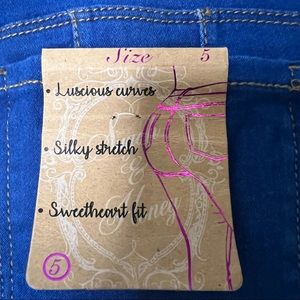 Size 5
• Luscious curves
• Silky stretch
• Sweetheart fit
5